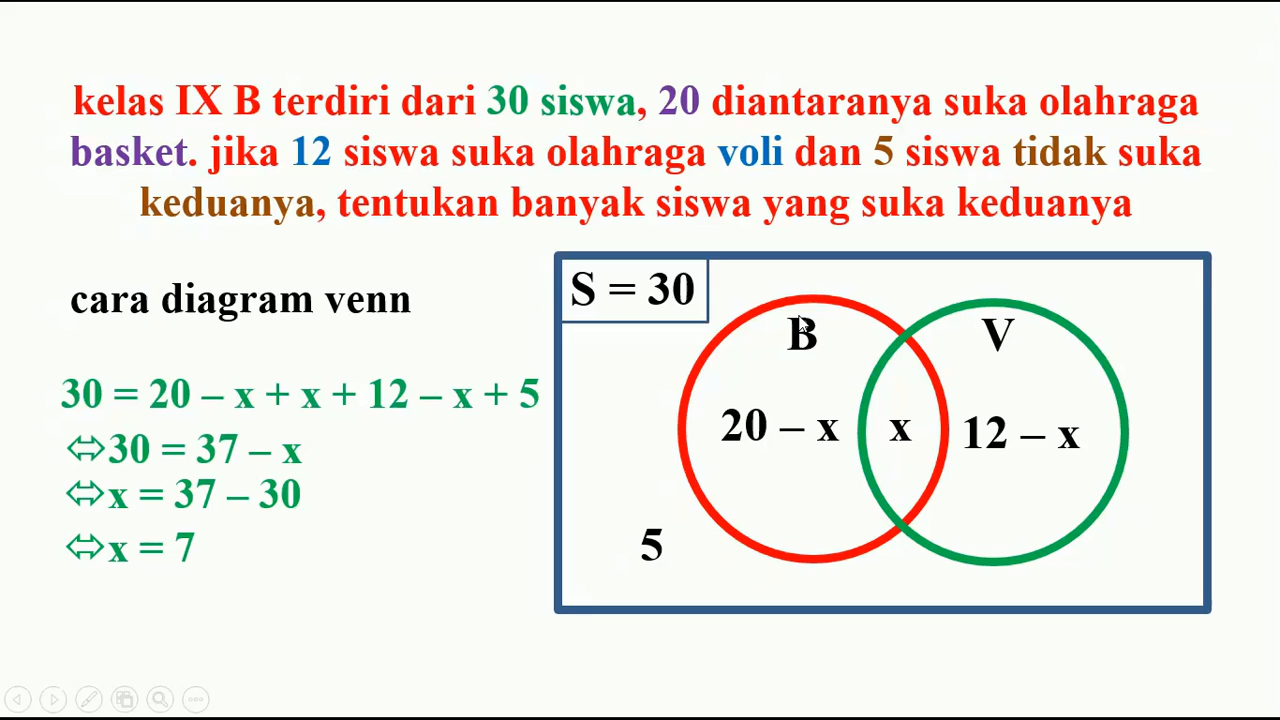 kelas IX B terdiri dari 30 siswa, 20 diantaranya suka olahraga
basket. jika 12 siswa suka olahraga voli dan 5 siswa tidak suka
keduanya, tentukan banyak siswa yang suka keduanya
cara diagram venn
30 = 20 – x + x + 12 – x + 5
⬄30 = 37 – x
⬄x = 37 – 30
⬄x = 7
S = 30
B
V
20 – x
x
12 – x
5